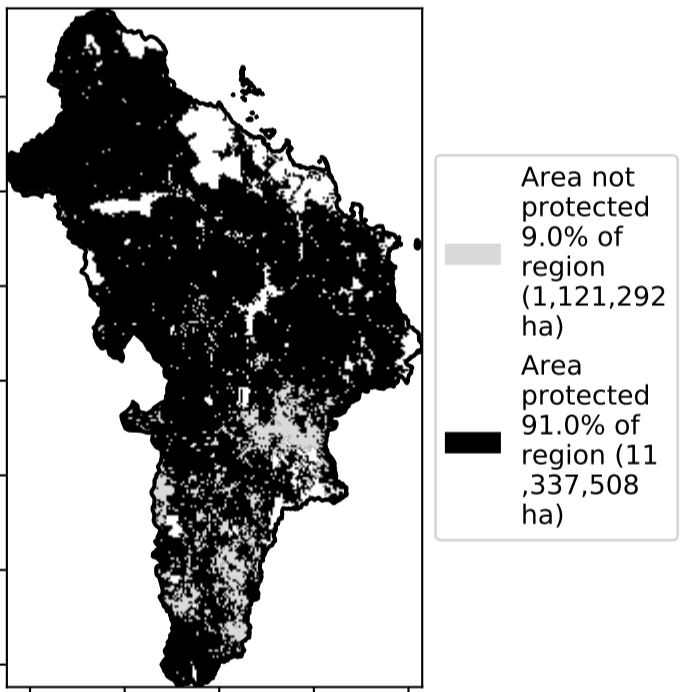 Area not
protected
9.0% of
region
(1,121,292
ha)
Area
protected
91.0% of
region (11
,337,508
ha)